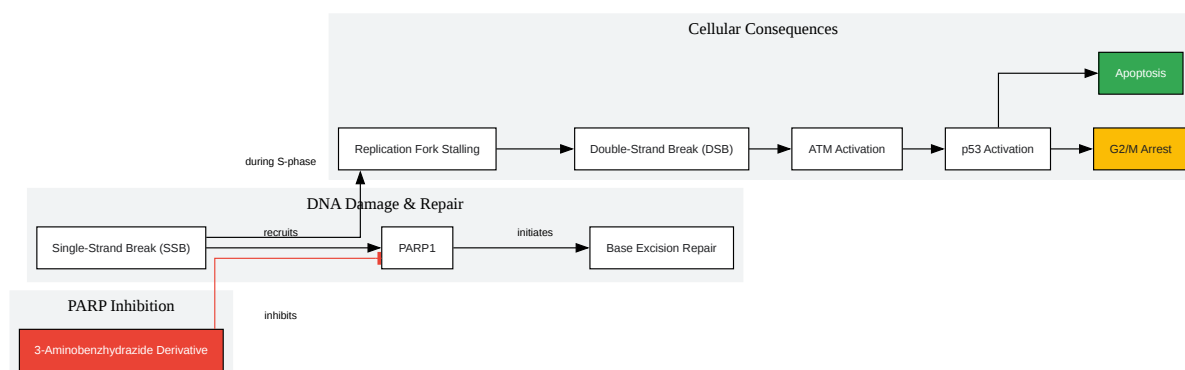 Cellular Consequences
Apoptosis
Replication Fork Stalling
Double-Strand Break (DSB)
ATM Activation
p53 Activation
G2/M Arrest
during S-phase
DNA Damage & Repair
recruits
initiates
Single-Strand Break (SSB)
PARP1
Base Excision Repair
PARP Inhibition
inhibits
3-Aminobenzhydrazide Derivative